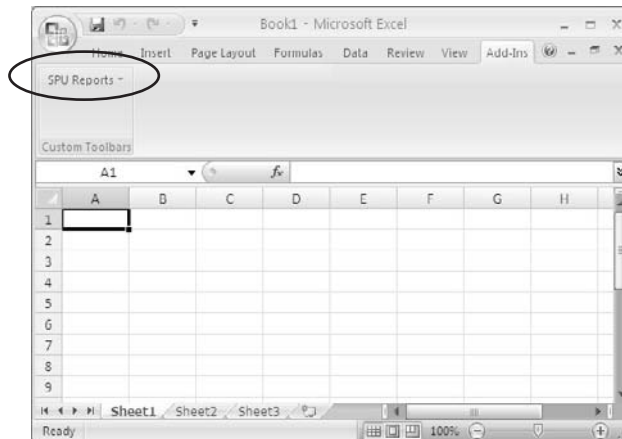 Book1 - Microsoft Excel
Home Insert Page Layout Formulas Data Review View Add-Ins
SPU Reports
Custom Toolbars
A1 fx
A B C D E F G H
1
2
3
4
5
6
7
8
9
Sheet1 Sheet2 Sheet3
Ready 100%